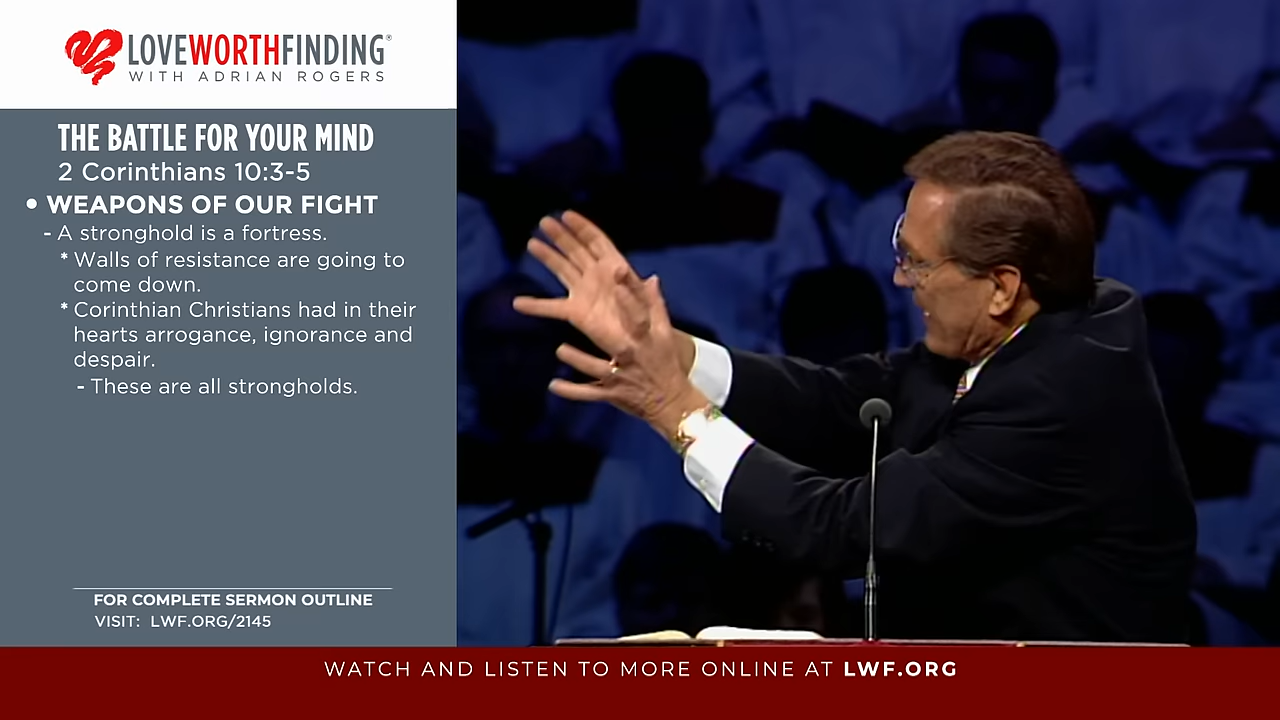 LOVEWORTHFINDING®
WITH ADRIAN ROGERS
THE BATTLE FOR YOUR MIND
2 Corinthians 10:3-5
• WEAPONS OF OUR FIGHT
- A stronghold is a fortress.
* Walls of resistance are going to
come down.
* Corinthian Christians had in their
hearts arrogance, ignorance and
despair.
- These are all strongholds.
FOR COMPLETE SERMON OUTLINE
VISIT: LWF.ORG/2145
WATCH AND LISTEN TO MORE ONLINE AT LWF.ORG